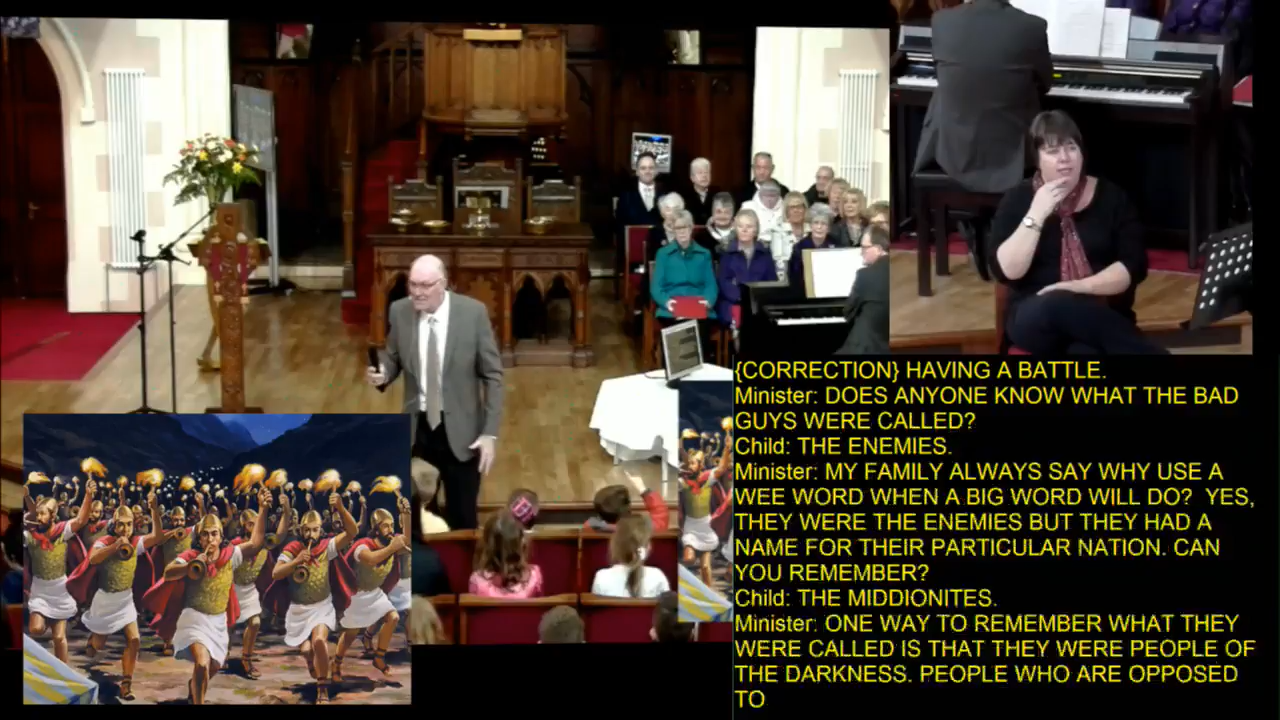 {CORRECTION} HAVING A BATTLE.
Minister: DOES ANYONE KNOW WHAT THE BAD
GUYS WERE CALLED?
Child: THE ENEMIES.
Minister: MY FAMILY ALWAYS SAY WHY USE A
WEE WORD WHEN A BIG WORD WILL DO?  YES,
THEY WERE THE ENEMIES BUT THEY HAD A
NAME FOR THEIR PARTICULAR NATION. CAN
YOU REMEMBER?
Child: THE MIDDIONITES.
Minister: ONE WAY TO REMEMBER WHAT THEY
WERE CALLED IS THAT THEY WERE PEOPLE OF
THE DARKNESS. PEOPLE WHO ARE OPPOSED
TO